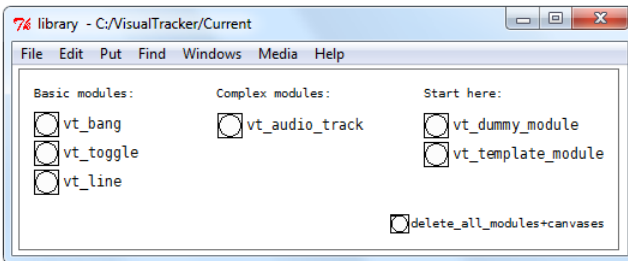 library - C:/VisualTracker/Current
File Edit Put Find Windows Media Help
Basic modules: Complex modules: Start here:
vt_bang vt_audio_track vt_dummy_module
vt_toggle vt_template_module
vt_line
delete_all_modules+canvases